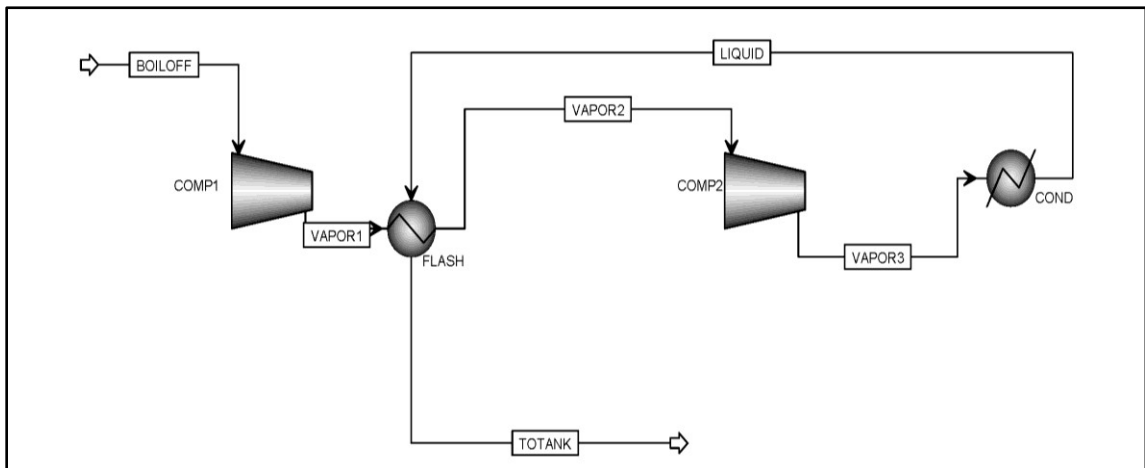 LIQUID
BOILOFF
VAPOR2
COMP1
COMP2
COND
VAPOR1
FLASH
VAPOR3
TOTANK